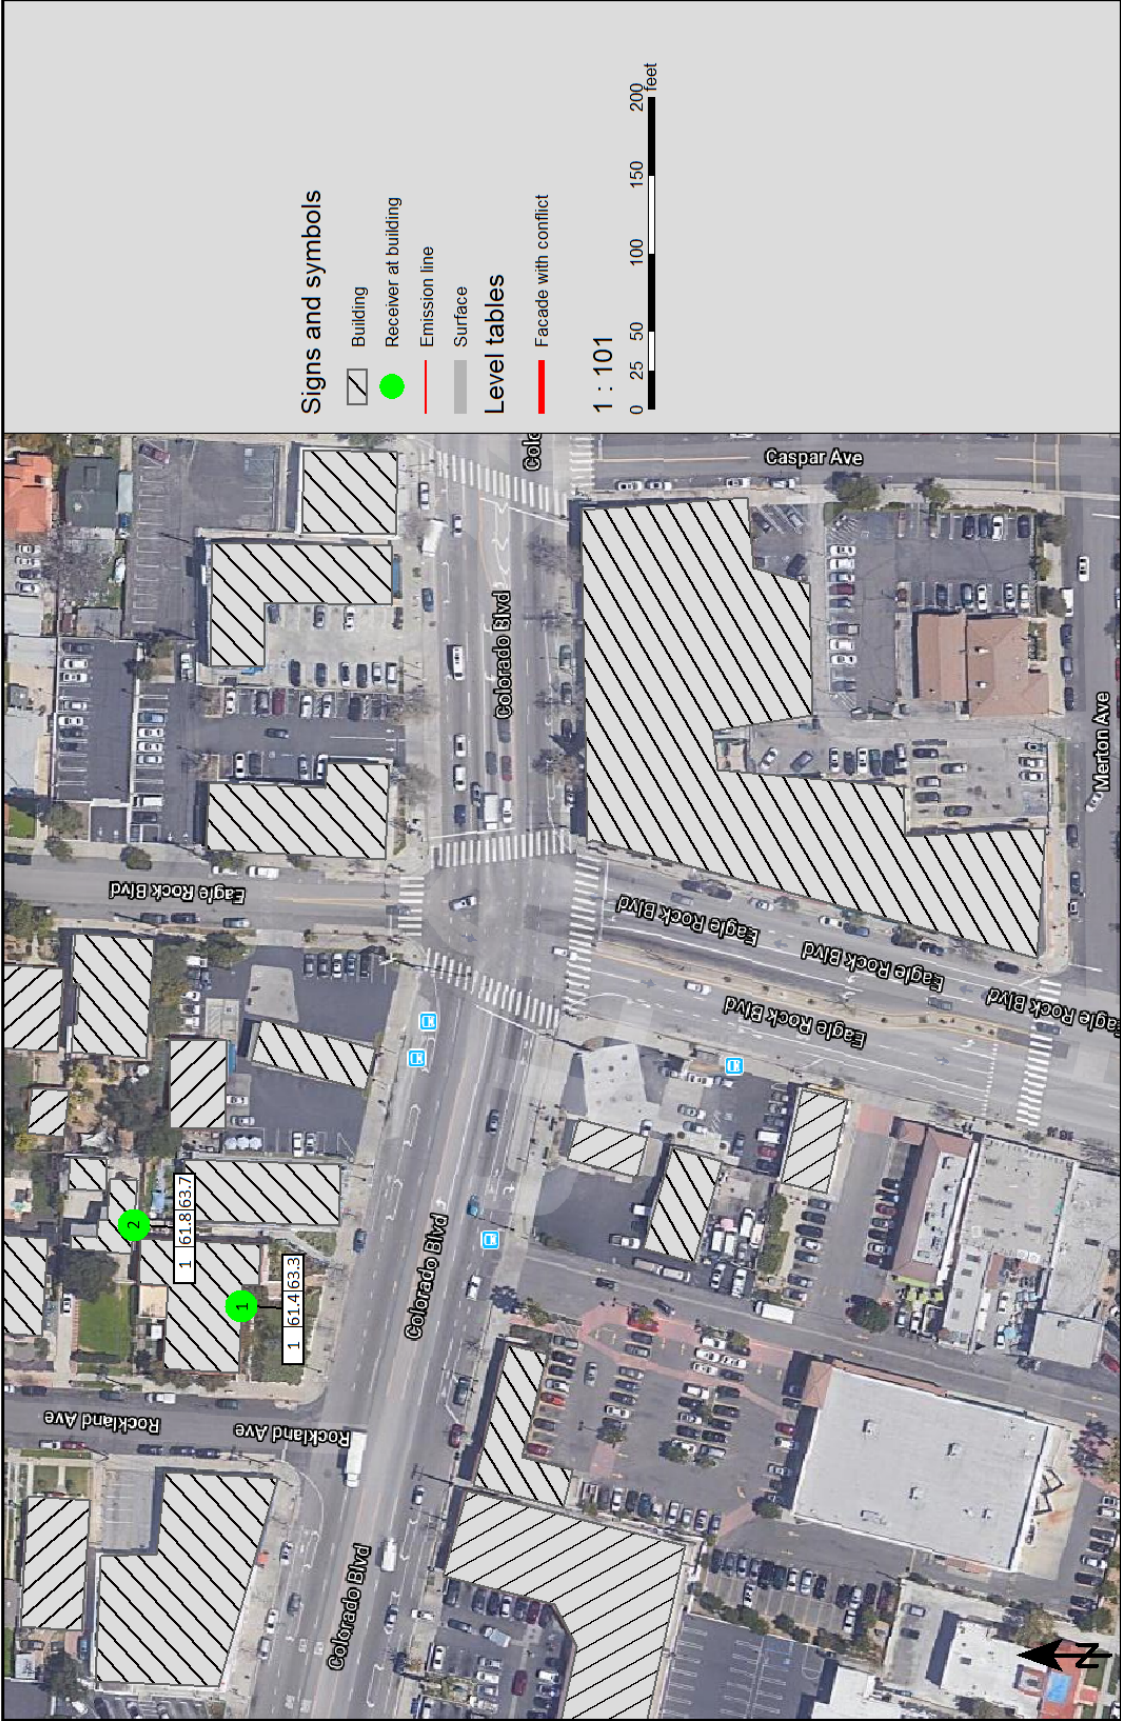 Signs and symbols
Building
Receiver at building
Emission line
Surface
Level tables
Facade with conflict
1 : 101
0 25 50 100 150 200
feet
Colo
Caspar Ave
Colorado Blvd
Merton Ave
Eagle Rock Blvd
Eagle Rock Blvd
Eagle Rock Blvd
Eagle Rock Blvd
Eagle Rock Blvd
2
1 61.8 63.7
1
1 61.4 63.3
Colorado Blvd
Rockland Ave
Rockland Ave
Colorado Blvd
N